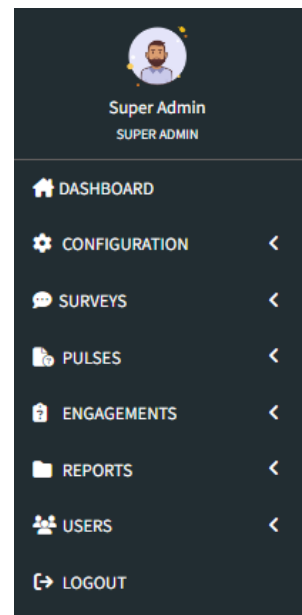 Super Admin
SUPER ADMIN
DASHBOARD
CONFIGURATION
SURVEYS
PULSES
ENGAGEMENTS
REPORTS
USERS
LOGOUT